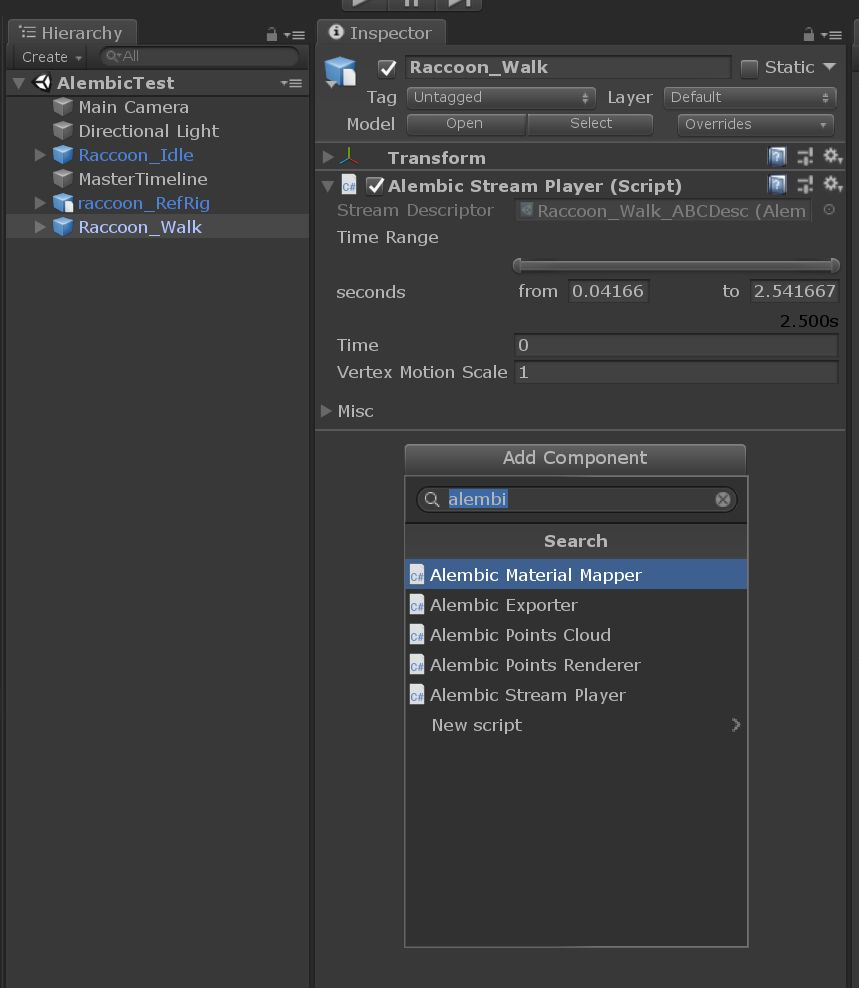 Hierarchy
Create
All
AlembicTest
Main Camera
Directional Light
Raccoon_Idle
MasterTimeline
raccoon_RefRig
Raccoon_Walk
Inspector
Raccoon_Walk
Static
Tag
Untagged
Layer
Default
Model
Open
Select
Overrides
Transform
C#
Alembic Stream Player (Script)
Stream Descriptor
Raccoon_Walk_ABCDesc (Alem
Time Range
seconds
from 0.04166
to 2.541667
2.500s
Time
0
Vertex Motion Scale
1
Misc
Add Component
alembi
Search
C# Alembic Material Mapper
C# Alembic Exporter
C# Alembic Points Cloud
C# Alembic Points Renderer
C# Alembic Stream Player
New script